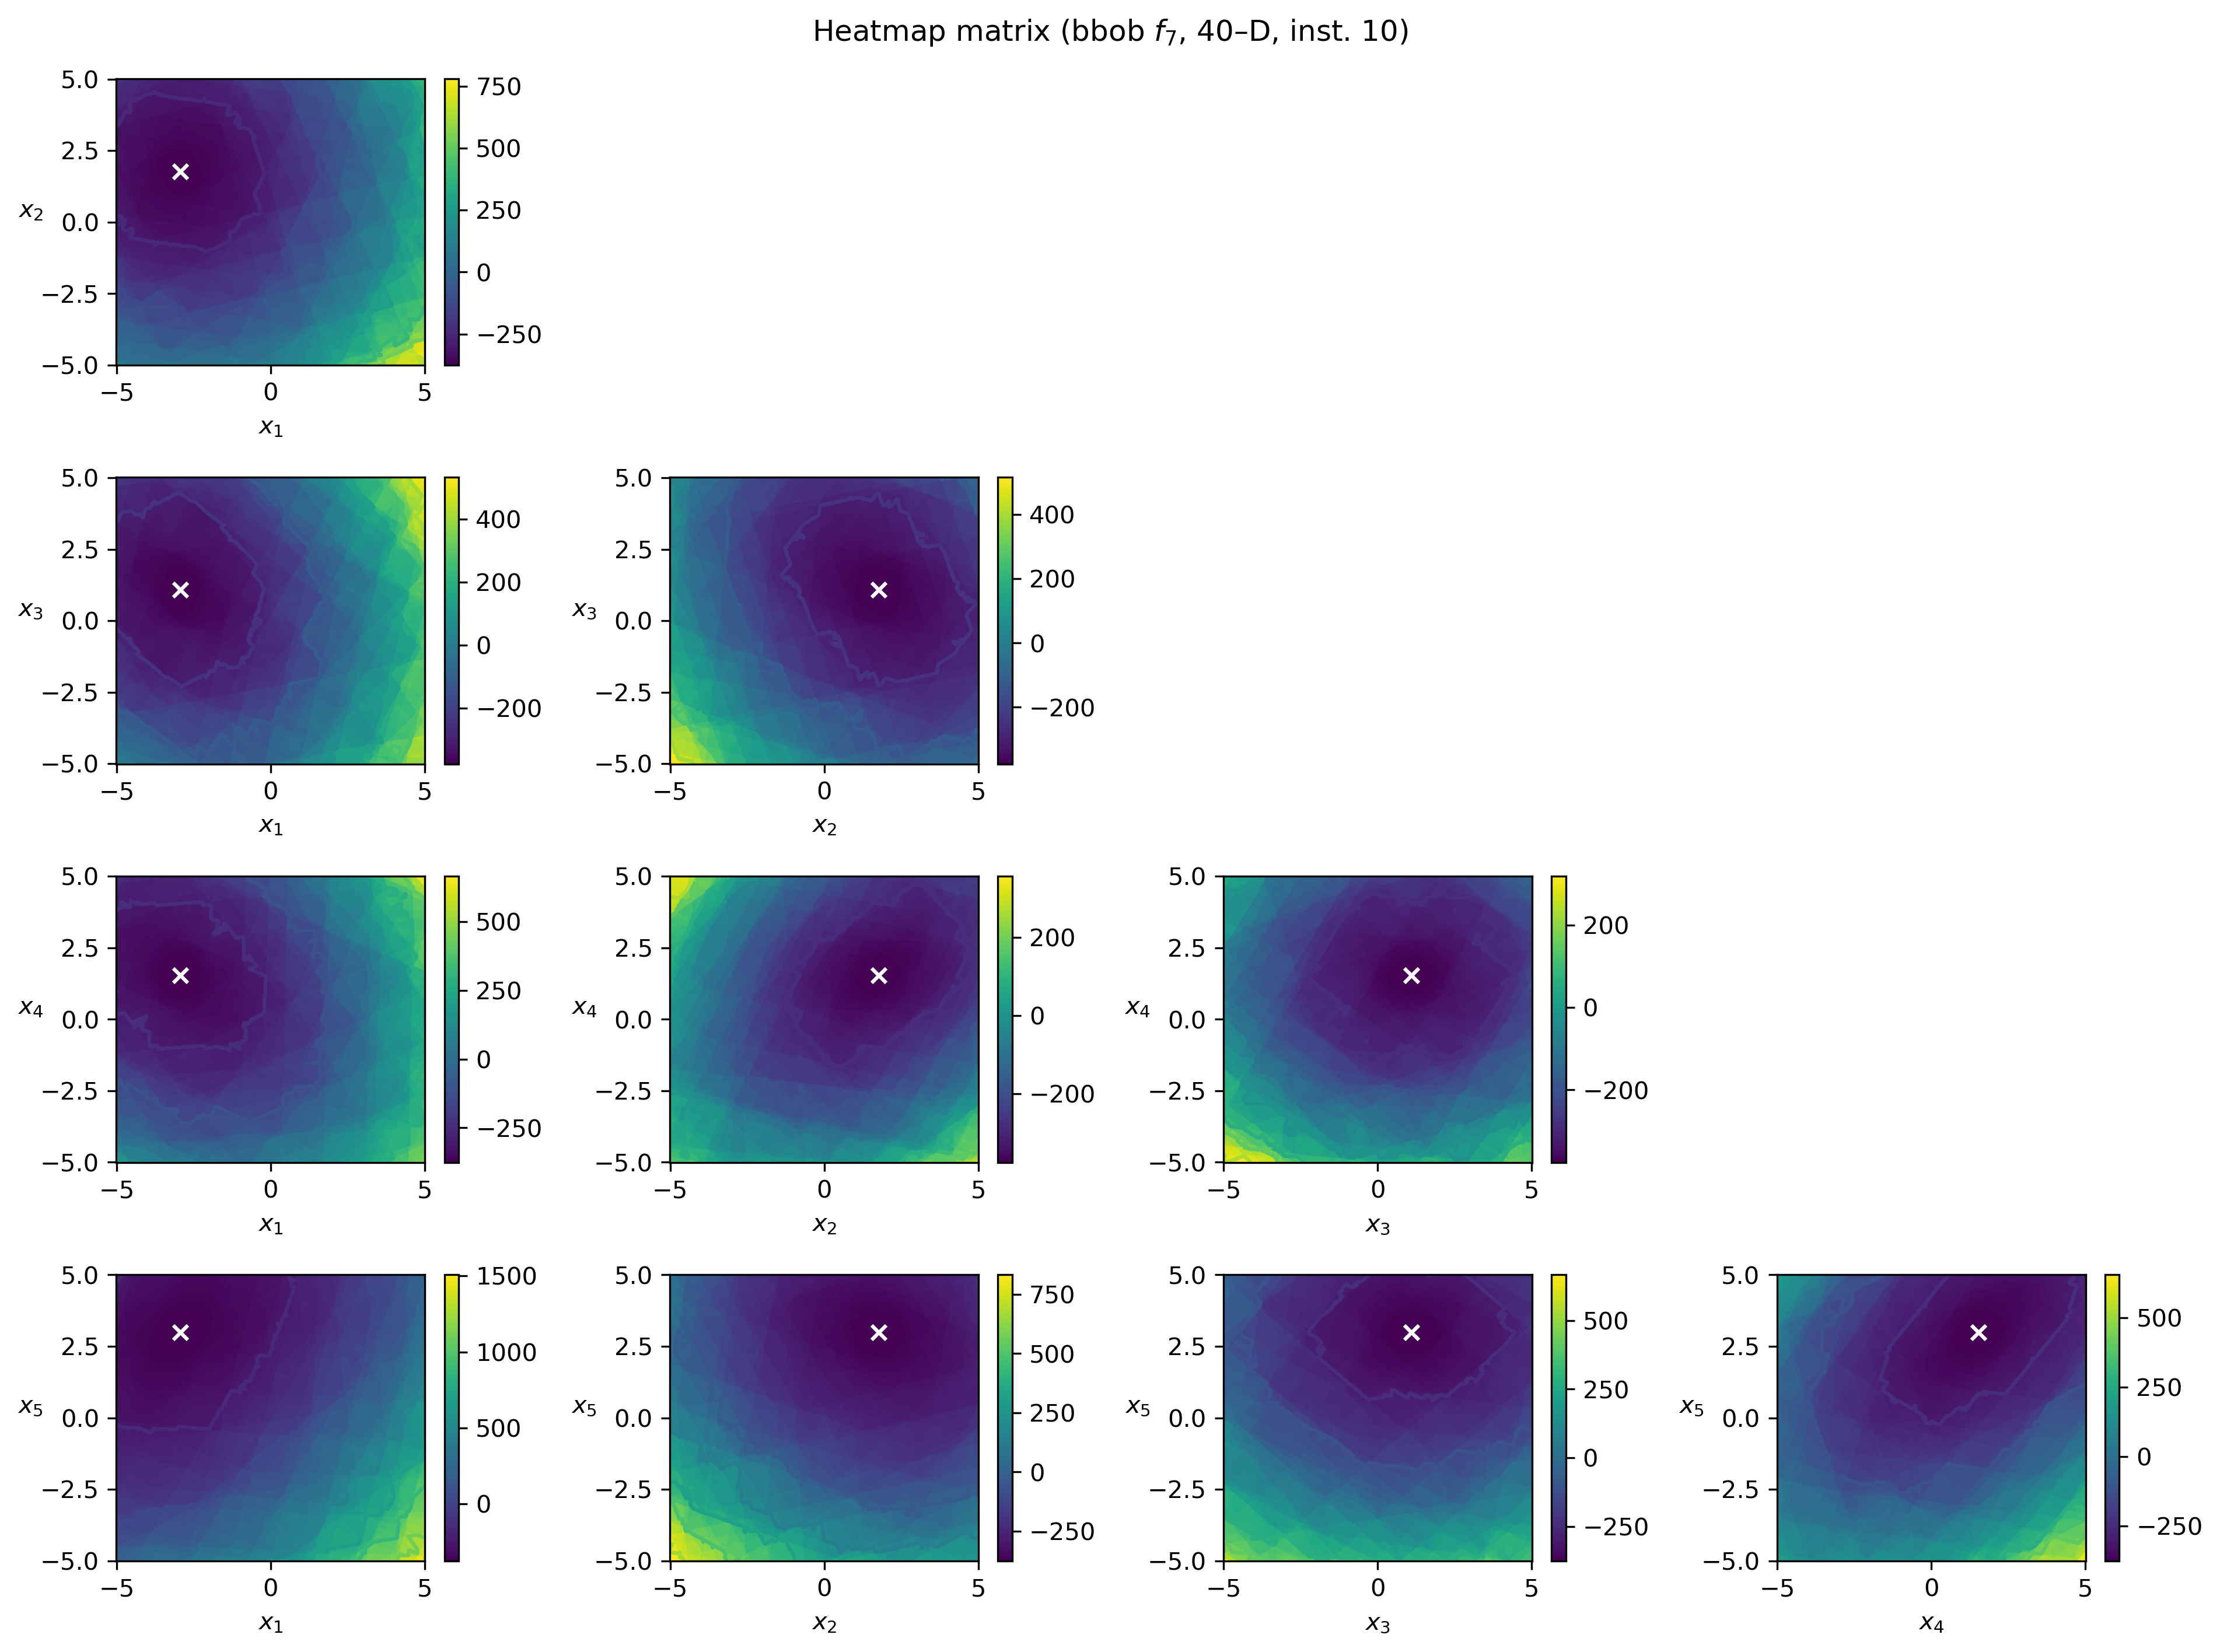 Heatmap matrix (bbob f₇, 40–D, inst. 10)
5.0 750
2.5 500
x₂ 0.0 250
0
−2.5
−250
−5.0
−5 0 5
x₁
5.0 5.0
400 400
2.5 2.5
200 200
x₃ 0.0 0 x₃ 0.0 0
−2.5 −200 −2.5 −200
−5.0 −5.0
−5 0 5 −5 0 5
x₁ x₂
5.0 5.0 5.0
500 200 200
2.5 2.5 2.5
250
x₄ 0.0 0 x₄ 0.0 0 x₄ 0.0 0
−2.5 −250 −2.5 −200 −2.5 −200
−5.0 −5.0 −5.0
−5 0 5 −5 0 5 −5 0 5
x₁ x₂ x₃
5.0 1500 5.0 750 5.0 5.0
2.5 1000 2.5 500 2.5 500 2.5 500
x₅ 0.0 500 x₅ 0.0 250 x₅ 0.0 250 x₅ 0.0 250
−2.5 0 −2.5 0 −2.5 0 −2.5 0
−250 −250 −250
−5.0 −5.0 −5.0 −5.0
−5 0 5 −5 0 5 −5 0 5 −5 0 5
x₁ x₂ x₃ x₄